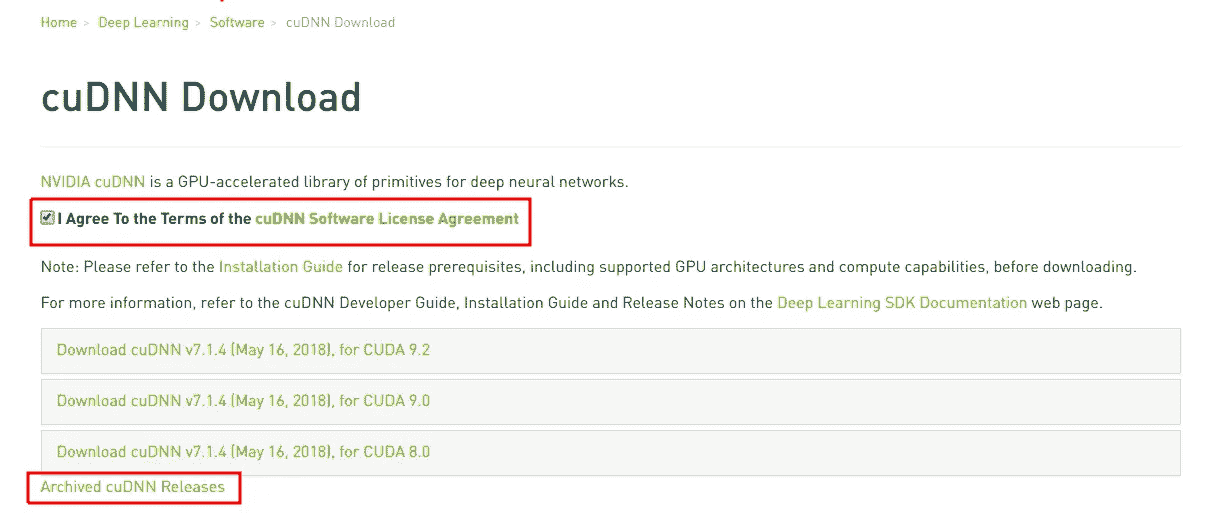 Home > Deep Learning > Software > cuDNN Download
cuDNN Download
NVIDIA cuDNN is a GPU-accelerated library of primitives for deep neural networks.
I Agree To the Terms of the cuDNN Software License Agreement
Note: Please refer to the Installation Guide for release prerequisites, including supported GPU architectures and compute capabilities, before downloading.
For more information, refer to the cuDNN Developer Guide, Installation Guide and Release Notes on the Deep Learning SDK Documentation web page.
Download cuDNN v7.1.4 (May 16, 2018), for CUDA 9.2
Download cuDNN v7.1.4 (May 16, 2018), for CUDA 9.0
Download cuDNN v7.1.4 (May 16, 2018), for CUDA 8.0
Archived cuDNN Releases